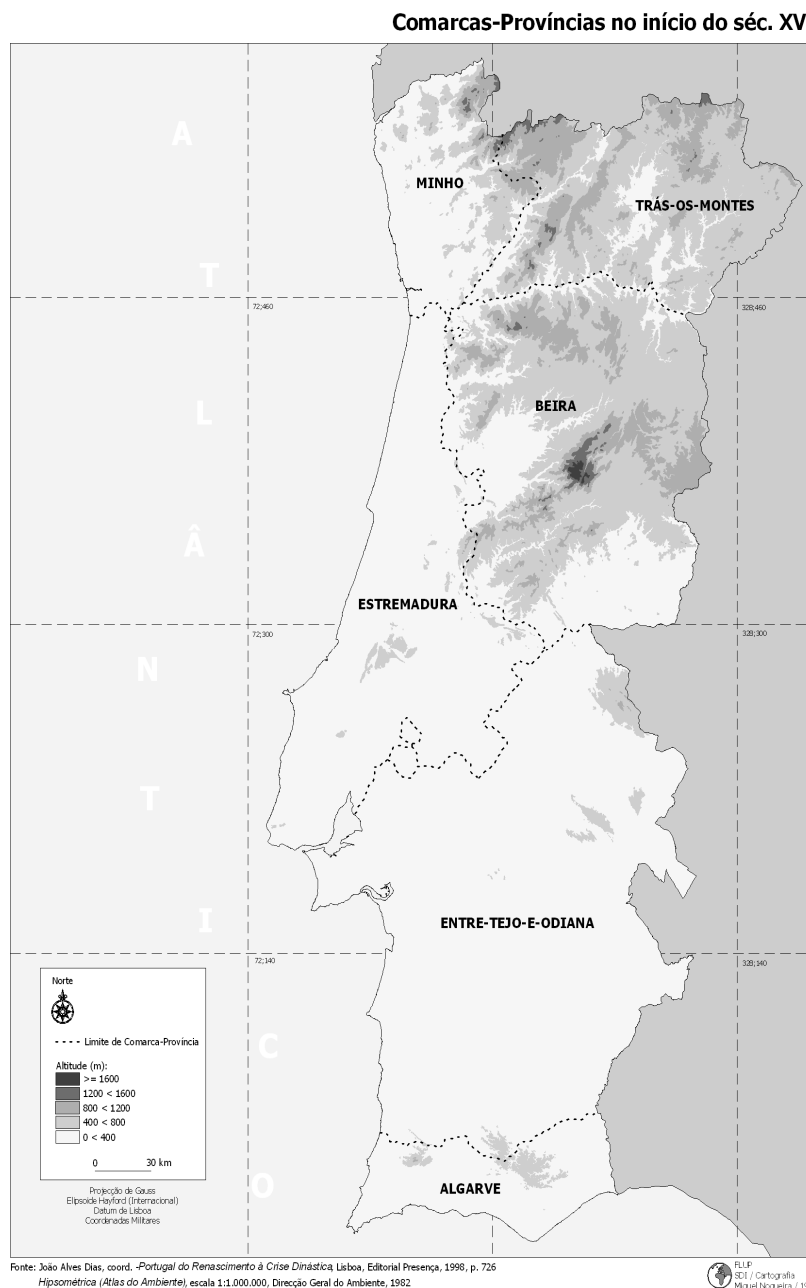 Comarcas-Províncias no início do séc. XV
A
T
L
Â
N
T
I
C
O
MINHO
TRÁS-OS-MONTES
72;460
328;460
BEIRA
ESTREMADURA
72;300
328;300
ENTRE-TEJO-E-ODIANA
72;140
328;140
ALGARVE
Norte
Limite de Comarca-Província
Altitude (m):
>= 1600
1200 < 1600
800 < 1200
400 < 800
0 < 400
0 30 km
Projecção de Gauss
Elipsoide Hayford (Internacional)
Datum de Lisboa
Coordenadas Militares
Fonte: João Alves Dias, coord. -Portugal do Renascimento à Crise Dinástica, Lisboa, Editorial Presença, 1998, p. 726
Hipsométrica (Atlas do Ambiente), escala 1:1.000.000, Direcção Geral do Ambiente, 1982
FLUP
SDI / Cartografia
Miguel Nogueira / 19